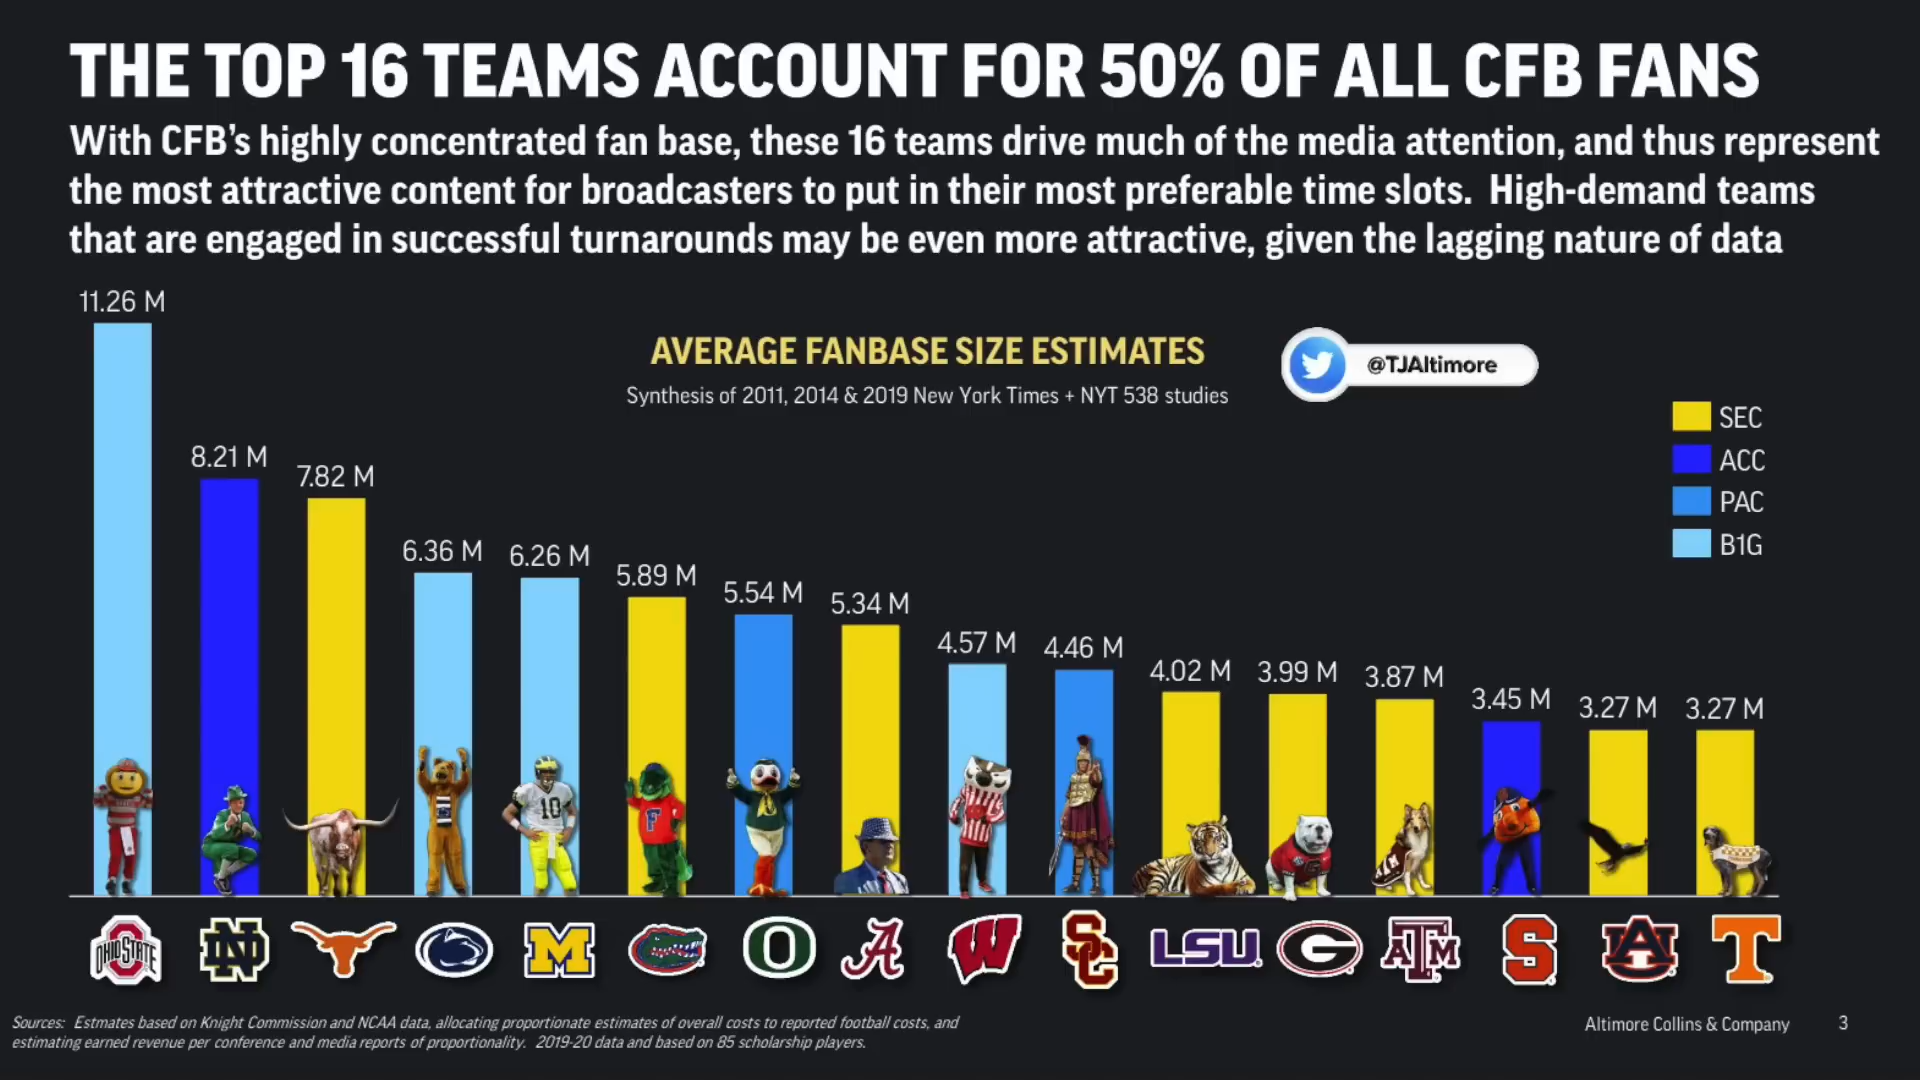 THE TOP 16 TEAMS ACCOUNT FOR 50% OF ALL CFB FANS
With CFB's highly concentrated fan base, these 16 teams drive much of the media attention, and thus represent
the most attractive content for broadcasters to put in their most preferable time slots.  High-demand teams
that are engaged in successful turnarounds may be even more attractive, given the lagging nature of data
AVERAGE FANBASE SIZE ESTIMATES
Synthesis of 2011, 2014 & 2019 New York Times + NYT 538 studies
@TJAltimore
SEC
ACC
PAC
B1G
11.26 M
8.21 M
7.82 M
6.36 M
6.26 M
5.89 M
5.54 M
5.34 M
4.57 M
4.46 M
4.02 M
3.99 M
3.87 M
3.45 M
3.27 M
3.27 M
10
F
OHIO STATE
ND
M
O
A
W
SC
LSU
G
ATM
S
AU
T
Sources:  Estmates based on Knight Commission and NCAA data, allocating proportionate estimates of overall costs to reported football costs, and
estimating earned revenue per conference and media reports of proportionality.  2019-20 data and based on 85 scholarship players.
Altimore Collins & Company
3